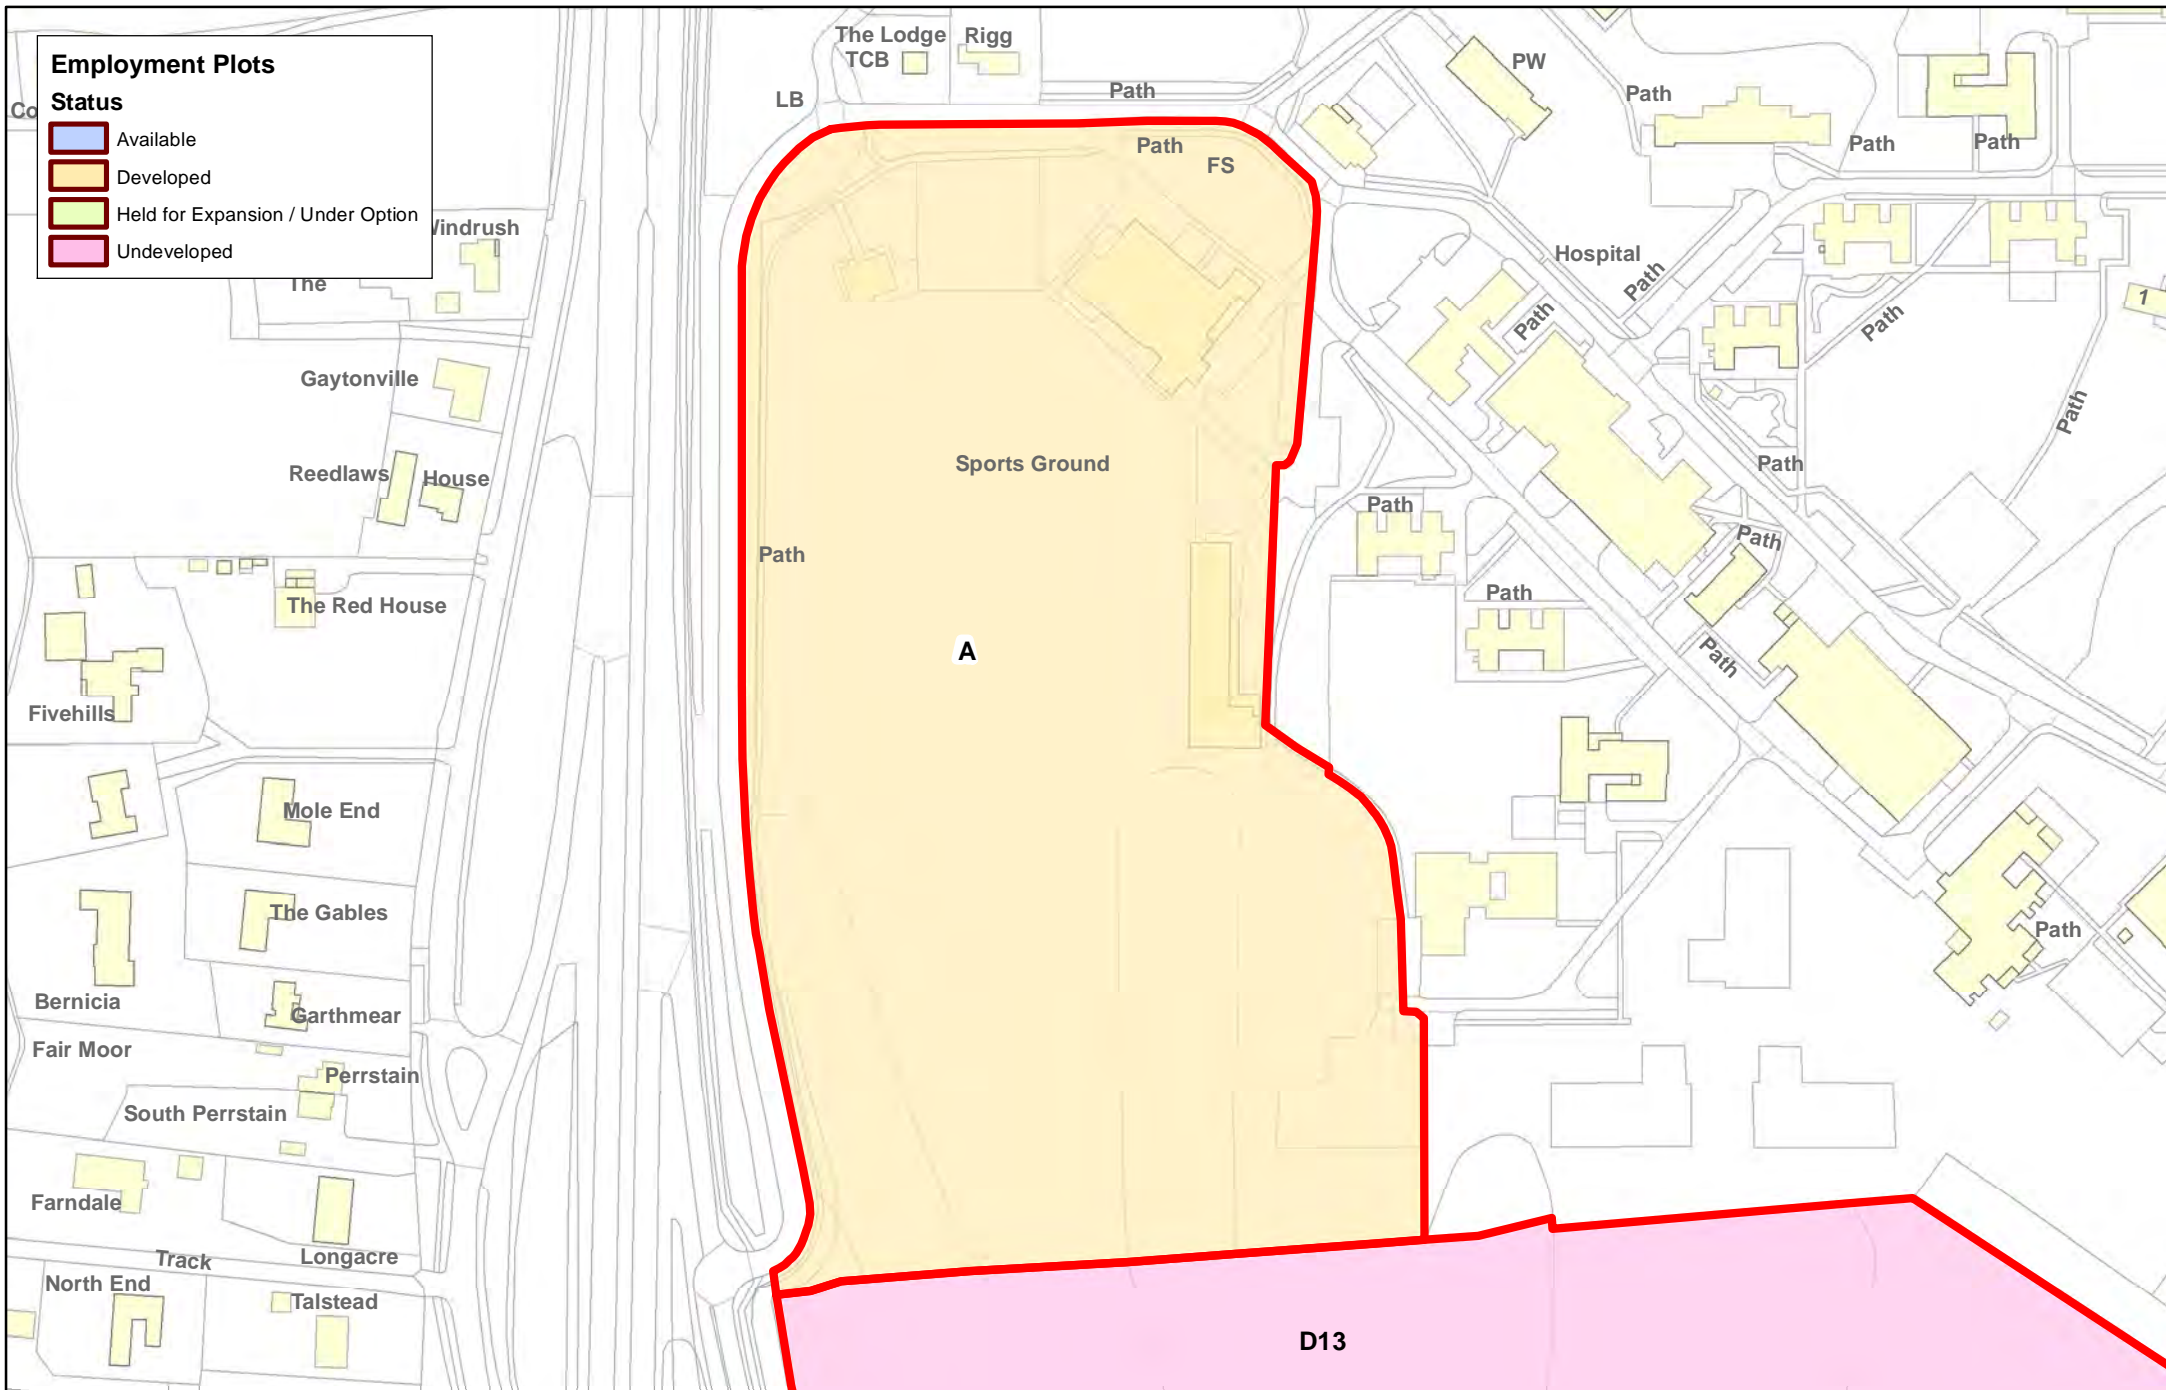 Employment Plots
Status
Available
Developed
Held for Expansion / Under Option
Undeveloped
Co
The Lodge
TCB
Rigg
LB
Path
PW
Path
Path
Path
Path
FS
Windrush
The
Hospital
Path
Path
Path
1
Gaytonville
Sports Ground
Reedlaws
House
Path
Path
Path
Path
Path
Path
The Red House
Path
Path
A
Fivehills
Mole End
The Gables
Path
Bernicia
Garthmear
Fair Moor
Perrstain
South Perrstain
Farndale
Longacre
Track
North End
Talstead
D13